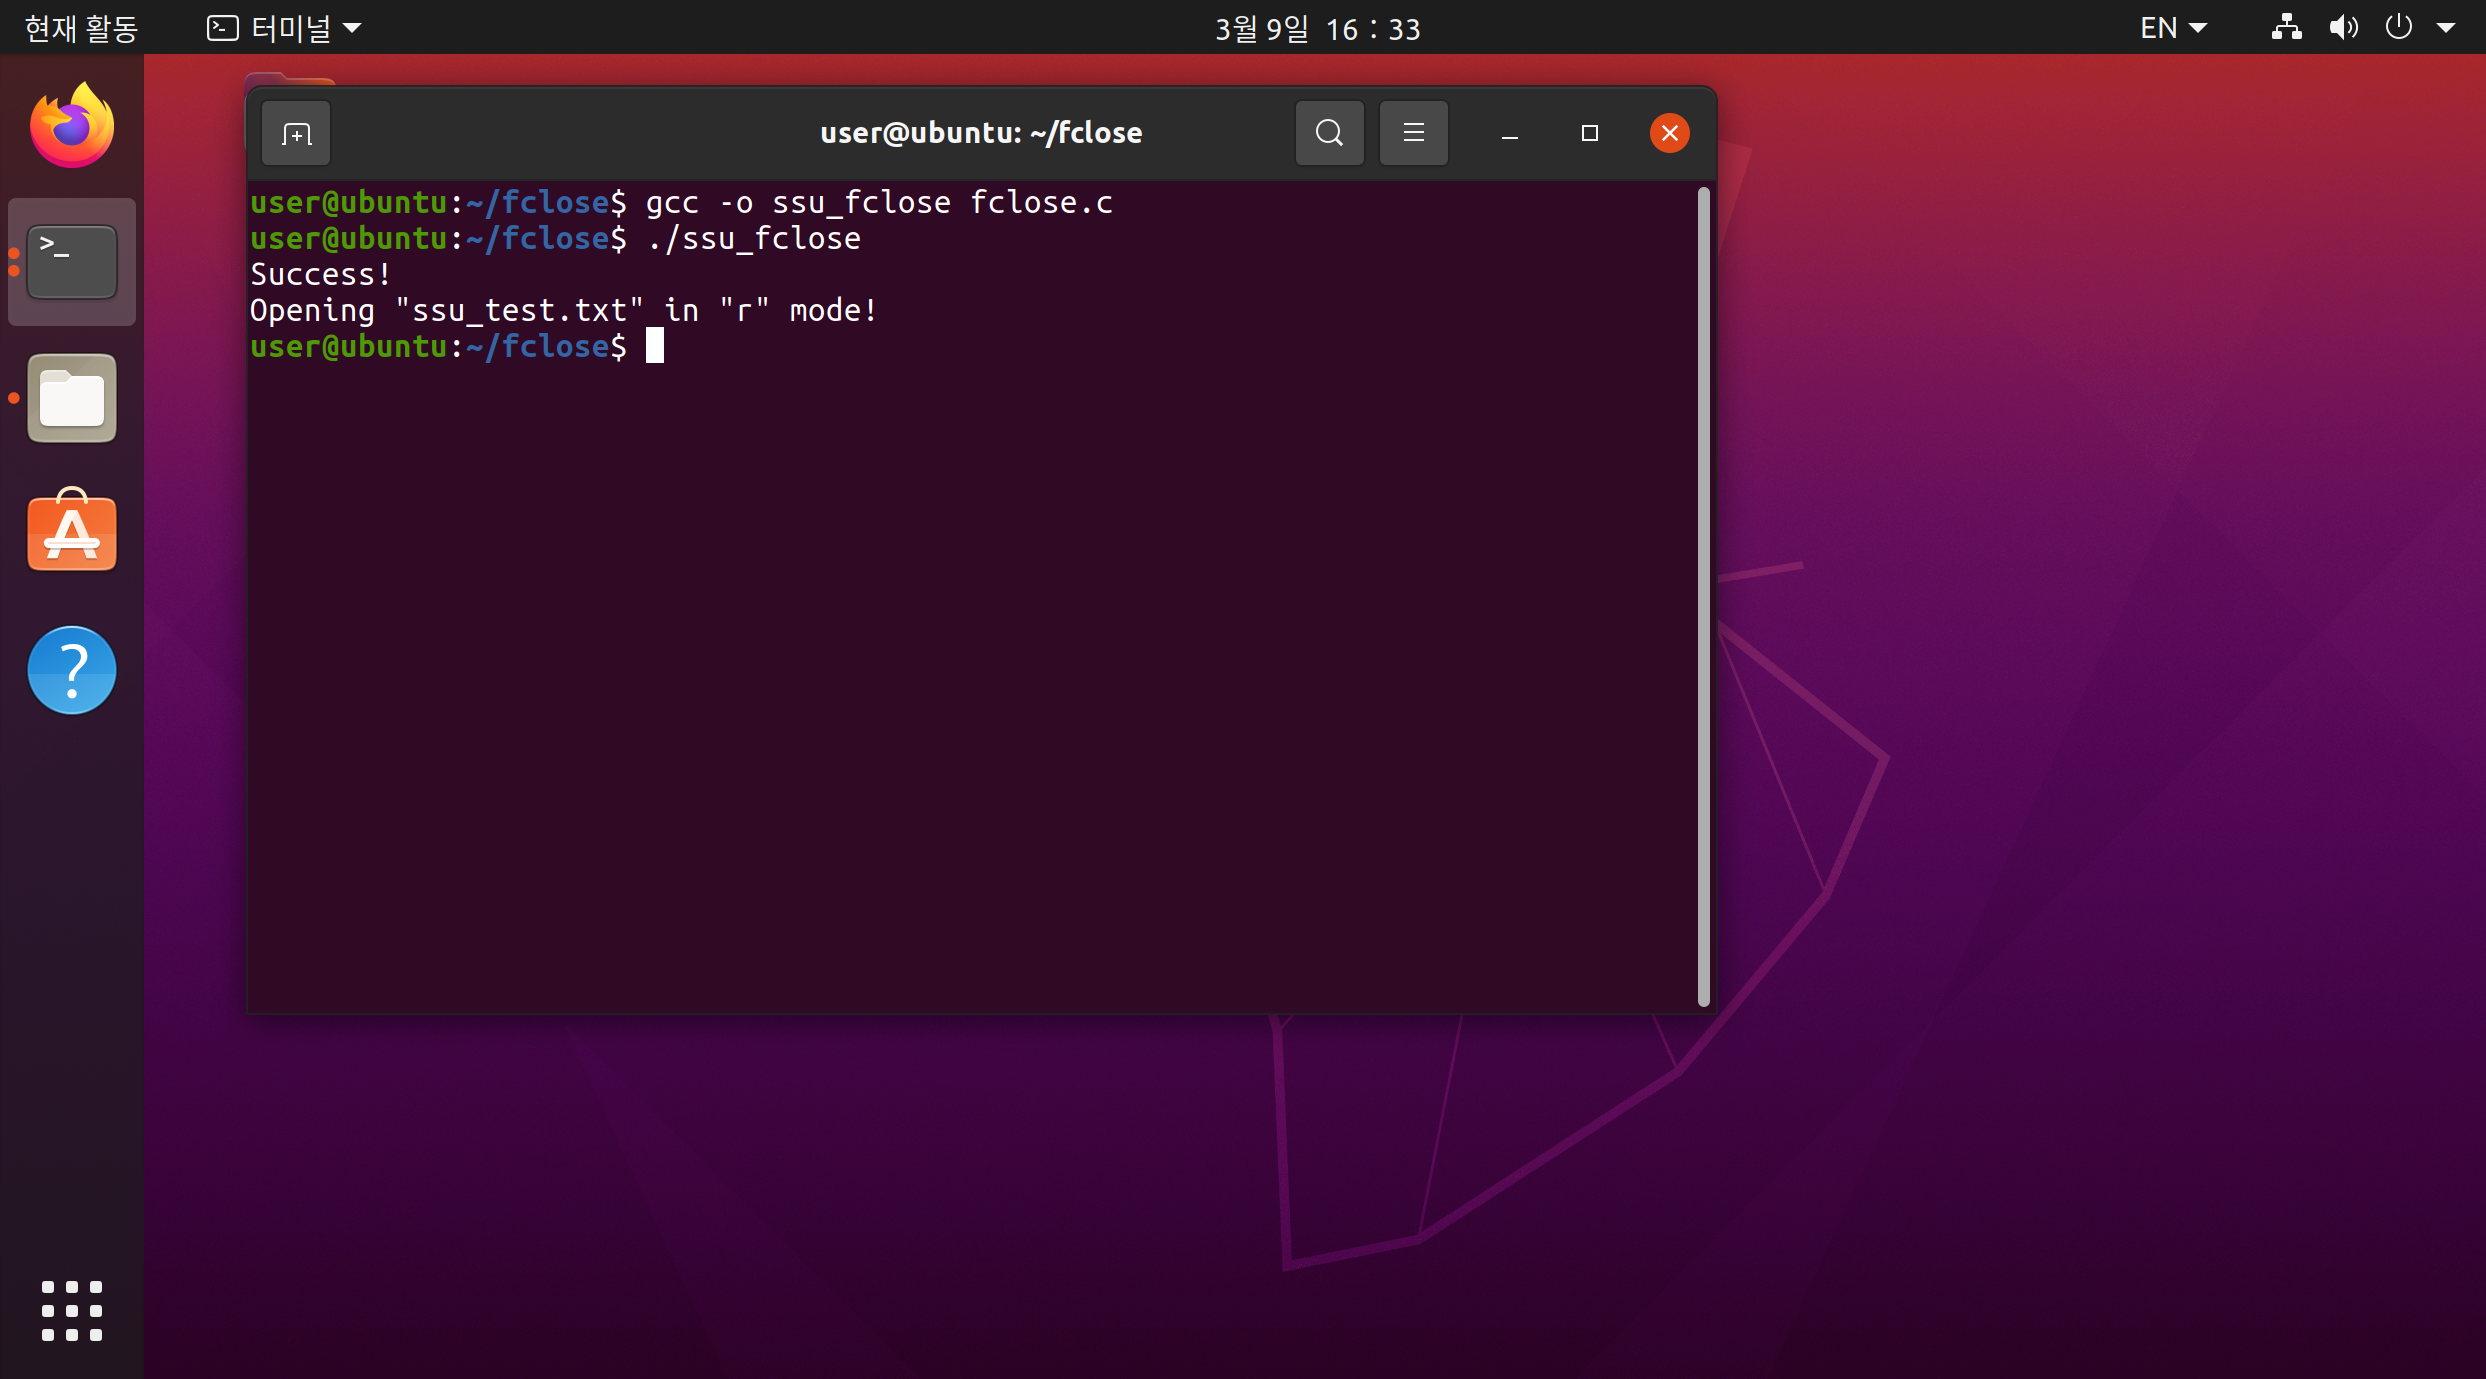 현재 활동
터미널
3월 9일 16 : 33
EN
user@ubuntu: ~/fclose
user@ubuntu:~/fclose$ gcc -o ssu_fclose fclose.c
user@ubuntu:~/fclose$ ./ssu_fclose
Success!
Opening "ssu_test.txt" in "r" mode!
user@ubuntu:~/fclose$